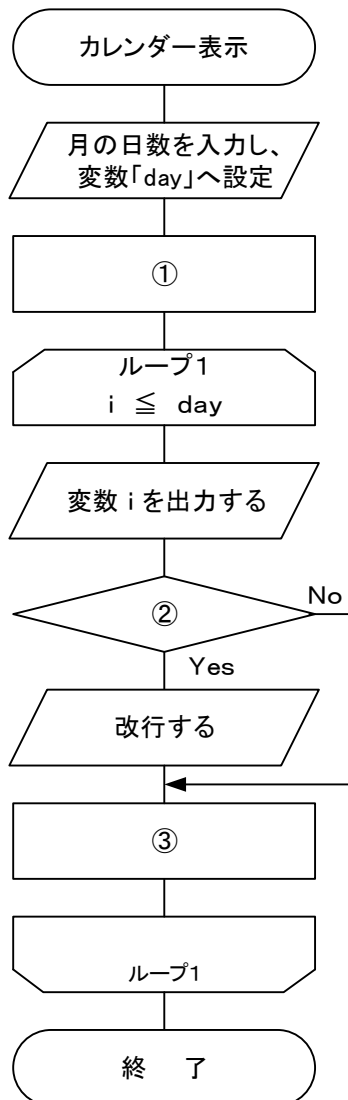 カレンダー表示
月の日数を入力し、
変数「day」へ設定
①
ループ1
i ≦ day
変数 i を出力する
②
No
Yes
改行する
③
ループ1
終 了